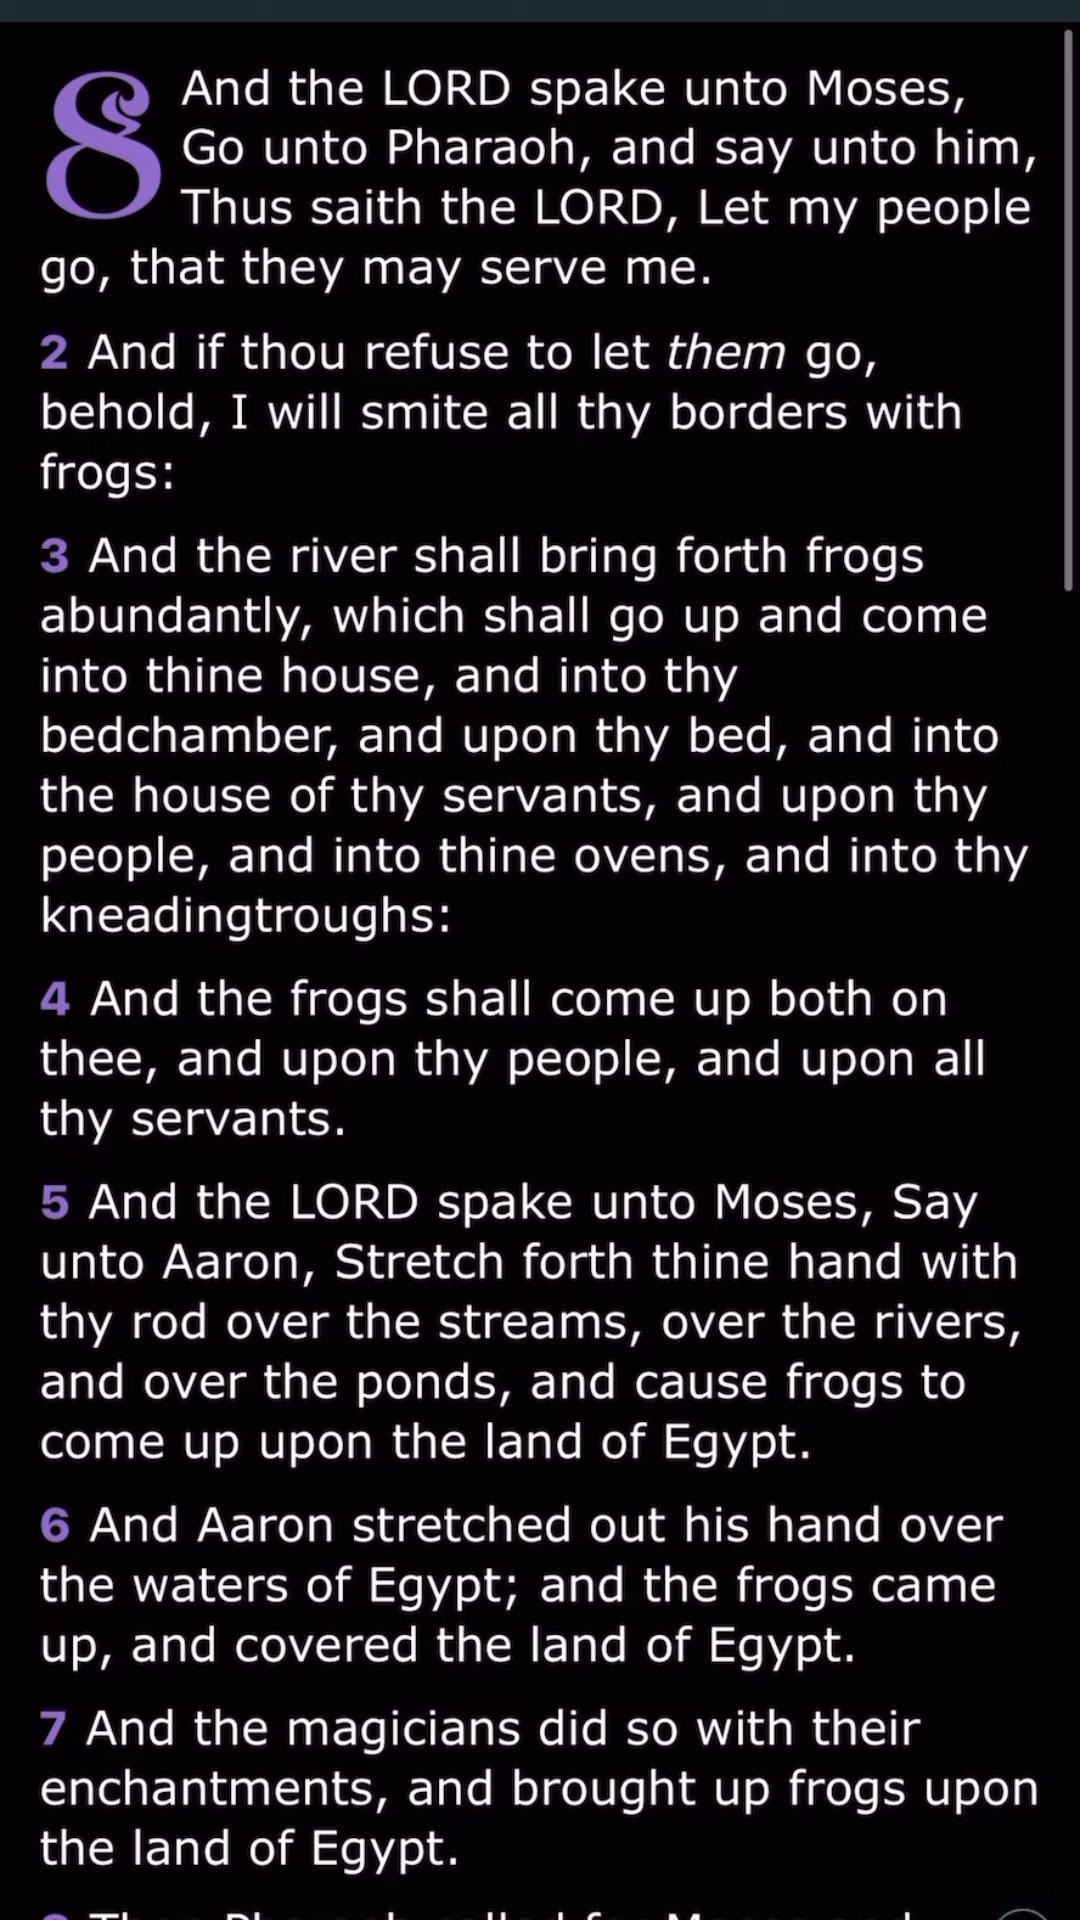 8 And the LORD spake unto Moses,
Go unto Pharaoh, and say unto him,
Thus saith the LORD, Let my people
go, that they may serve me.
2 And if thou refuse to let them go,
behold, I will smite all thy borders with
frogs:
3 And the river shall bring forth frogs
abundantly, which shall go up and come
into thine house, and into thy
bedchamber, and upon thy bed, and into
the house of thy servants, and upon thy
people, and into thine ovens, and into thy
kneadingtroughs:
4 And the frogs shall come up both on
thee, and upon thy people, and upon all
thy servants.
5 And the LORD spake unto Moses, Say
unto Aaron, Stretch forth thine hand with
thy rod over the streams, over the rivers,
and over the ponds, and cause frogs to
come up upon the land of Egypt.
6 And Aaron stretched out his hand over
the waters of Egypt; and the frogs came
up, and covered the land of Egypt.
7 And the magicians did so with their
enchantments, and brought up frogs upon
the land of Egypt.